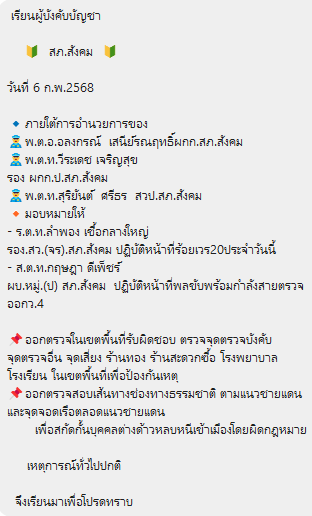 เรียนผู้บังคับบัญชา
🔰 สภ.สังคม 🔰
วันที่ 6 ก.พ.2568
🔹ภายใต้การอำนวยการของ
👮พ.ต.อ.อลงกรณ์ เสนีย์รณฤทธิ์ผกก.สภ.สังคม
👮พ.ต.ท.วีระเดช เจริญสุข
รอง ผกก.ป.สภ.สังคม
👮พ.ต.ท.สุริยันต์ ศรีธร สวป.สภ.สังคม
🔸มอบหมายให้
- ร.ต.ท.ลำพอง เชื้อกลางใหญ่
รอง.สว.(จร).สภ.สังคม ปฏิบัติหน้าที่ร้อยเวร20ประจำวันนี้
- ส.ต.ท.กฤษฎา ดีเพ็ชร์
ผบ.หมู่.(ป) สภ.สังคม ปฏิบัติหน้าที่พลขับพร้อมกำลังสายตรวจ
ออกว.4
📌ออกตรวจในเขตพื้นที่รับผิดชอบ ตรวจจุดตรวจบังคับ
จุดตรวจอื่น จุดเสี่ยง ร้านทอง ร้านสะดวกซื้อ โรงพยาบาล
โรงเรียน ในเขตพื้นที่เพื่อป้องกันเหตุ
📌ออกตรวจสอบเส้นทางช่องทางธรรมชาติ ตามแนวชายแดน
และจุดจอดเรือตลอดแนวชายแดน
เพื่อสกัดกั้นบุคคลต่างด้าวหลบหนีเข้าเมืองโดยผิดกฎหมาย
เหตุการณ์ทั่วไปปกติ
จึงเรียนมาเพื่อโปรดทราบ